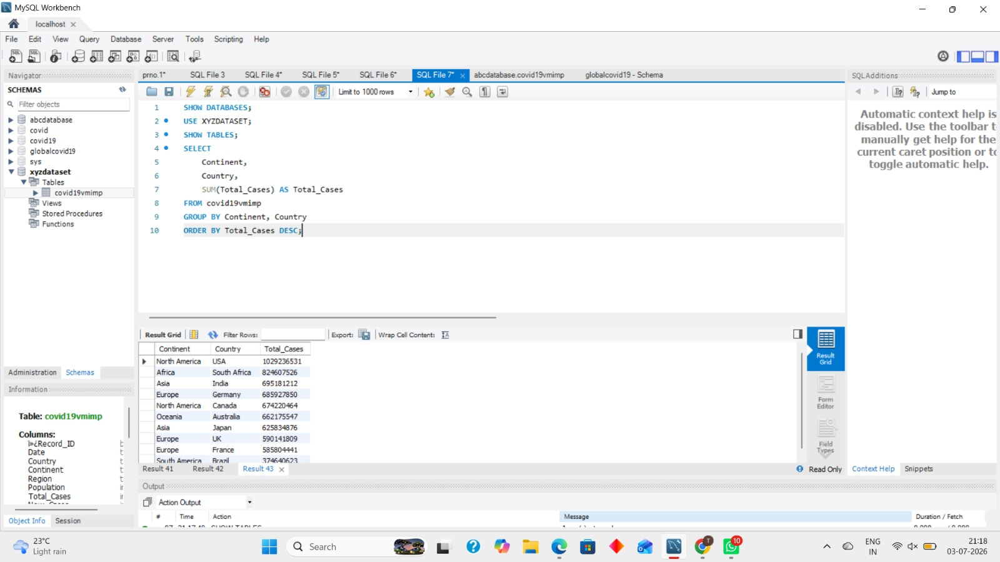 MySQL Workbench
localhost
File Edit View Query Database Server Tools Scripting Help
Navigator
SCHEMAS
Filter objects
abcdatabase
covid
covid19
globalcovid19
sys
xyzdataset
Tables
covid19vmimp
Views
Stored Procedures
Functions
Administration Schemas
Information
Table: covid19vmimp
Columns:
ï»¿Record_ID
Date
Country
Continent
Region
Population
Total_Cases
Object Info Session
prno.1* SQL File 3 SQL File 4* SQL File 5* SQL File 6* SQL File 7* abcdatabase.covid19vmimp globalcovid19 - Schema
Limit to 1000 rows
1 SHOW DATABASES;
2 USE XYZDATASET;
3 SHOW TABLES;
4 SELECT
5 Continent,
6 Country,
7 SUM(Total_Cases) AS Total_Cases
8 FROM covid19vmimp
9 GROUP BY Continent, Country
10 ORDER BY Total_Cases DESC;
Result Grid Filter Rows: Export: Wrap Cell Content:
Continent Country Total_Cases
North America USA 1029236531
Africa South Africa 824607526
Asia India 695181212
Europe Germany 685927850
North America Canada 674220464
Oceania Australia 662175547
Asia Japan 625834876
Europe UK 590141809
Europe France 585804441
South America Brazil 374640623
Result 41 Result 42 Result 43
Result
Grid
Form
Editor
Field
Types
Read Only
Output
Action Output
# Time Action Message Duration / Fetch
SHOW TABLES
SQLAdditions
Jump to
Automatic context help is
disabled. Use the toolbar t
manually get help for the
current caret position or to
toggle automatic help.
Context Help Snippets
23°C
Light rain
Search
T
10
ENG
IN
21:18
03-07-2026